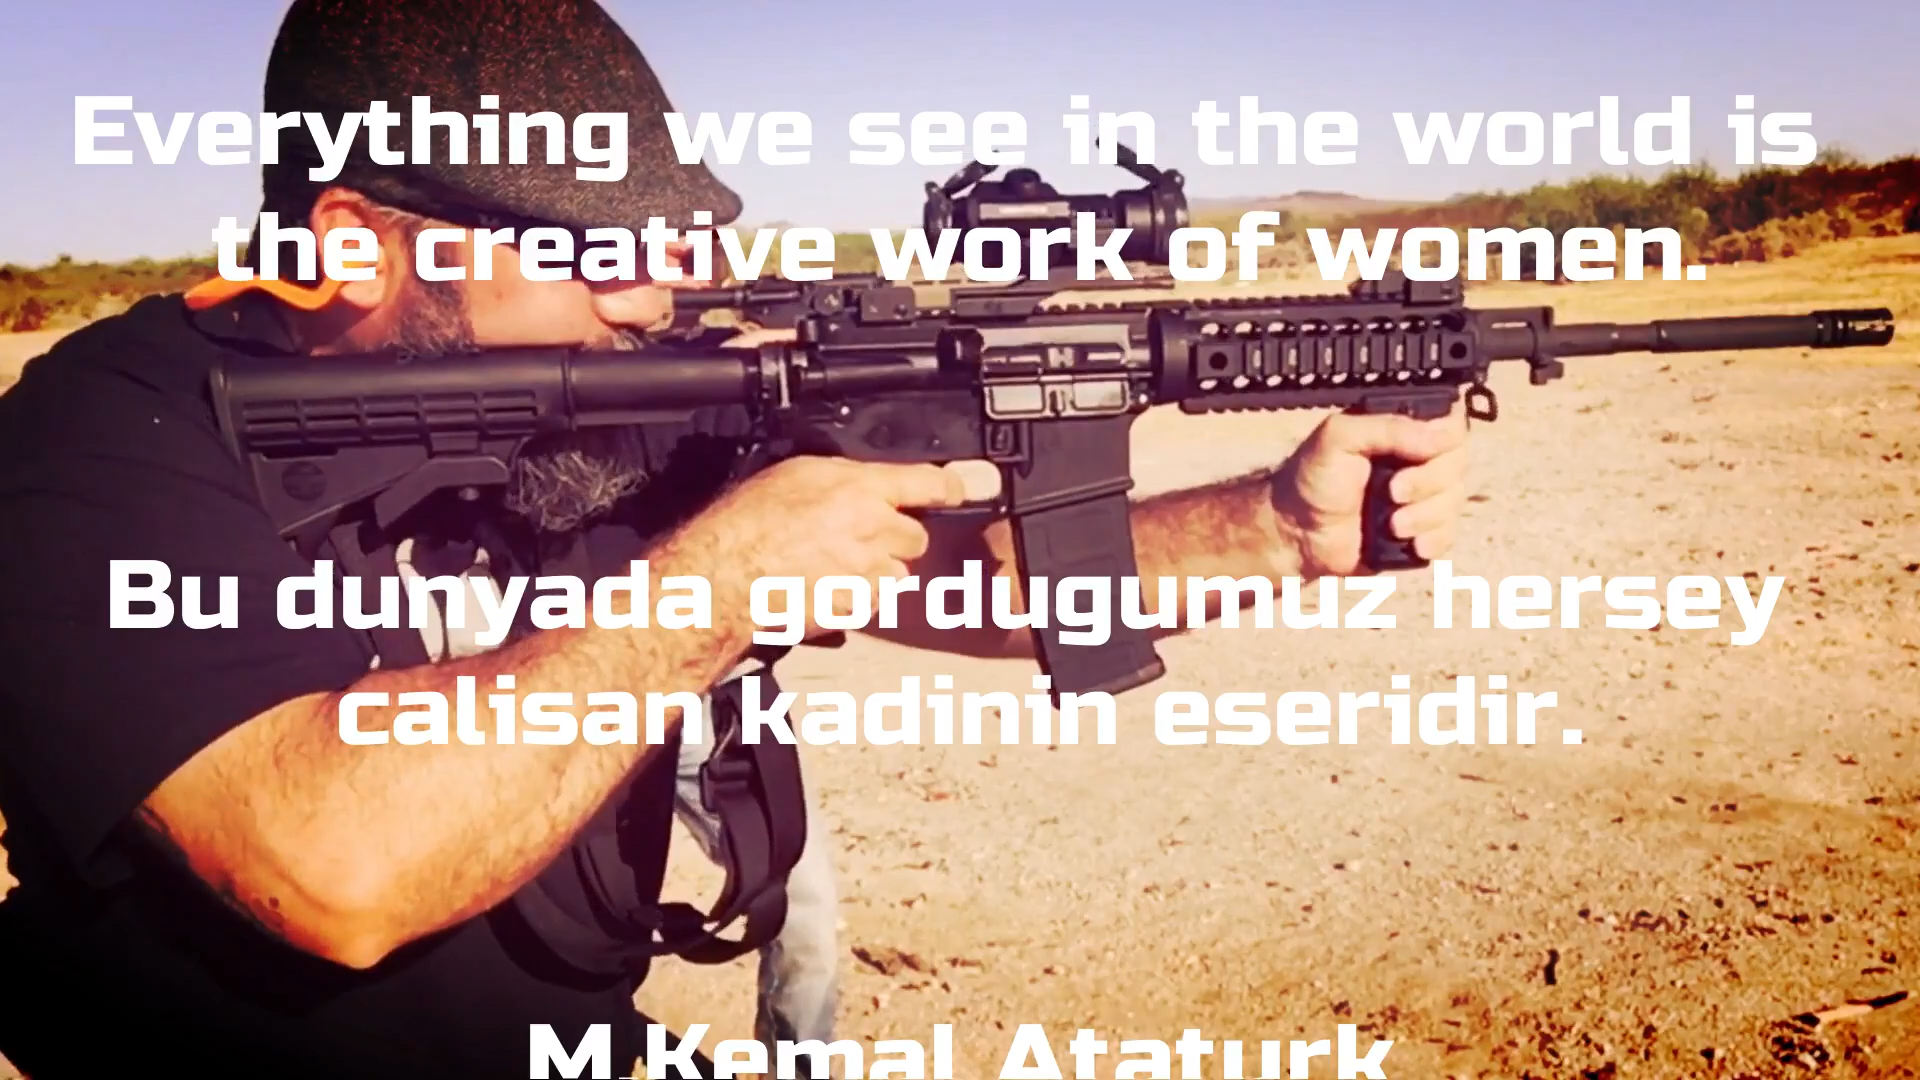 Everything we see in the world is
the creative work of women.
Bu dunyada gordugumuz hersey
calisan kadinin eseridir.
M.Kemal Ataturk